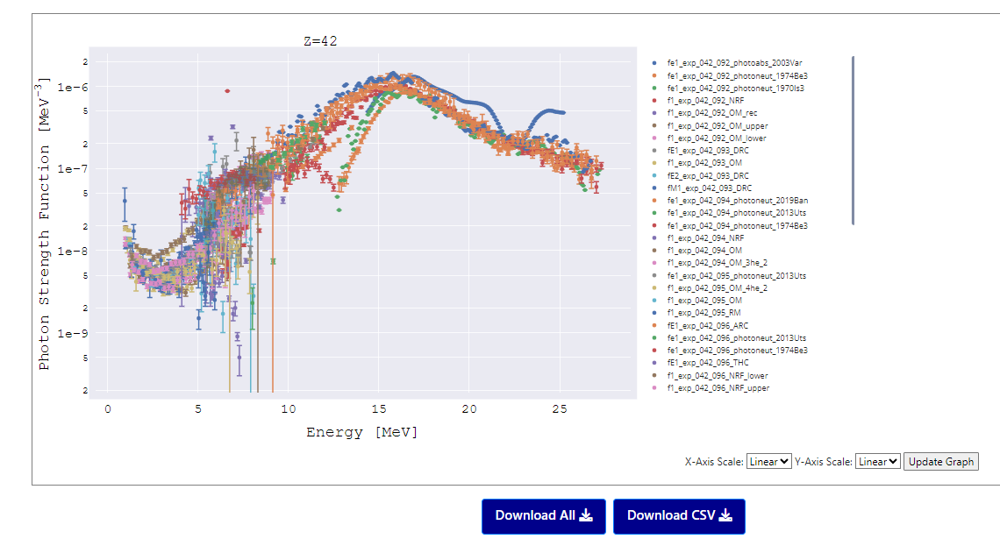 Z=42
Photon Strength Function [MeV⁻³]
2
1e-6
5
2
1e-7
5
2
1e-8
5
2
1e-9
5
2
0 5 10 15 20 25
Energy [MeV]
fe1_exp_042_092_photoabs_2003Var
fe1_exp_042_092_photoneut_1974Be3
fe1_exp_042_092_photoneut_1970Is3
f1_exp_042_092_NRF
f1_exp_042_092_OM_rec
f1_exp_042_092_OM_upper
f1_exp_042_092_OM_lower
fE1_exp_042_093_DRC
f1_exp_042_093_OM
fE2_exp_042_093_DRC
fM1_exp_042_093_DRC
fe1_exp_042_094_photoneut_2019Ban
fe1_exp_042_094_photoneut_2013Uts
fe1_exp_042_094_photoneut_1974Be3
f1_exp_042_094_NRF
f1_exp_042_094_OM
f1_exp_042_094_OM_3he_2
fe1_exp_042_095_photoneut_2013Uts
f1_exp_042_095_OM_4he_2
f1_exp_042_095_OM
f1_exp_042_095_RM
fE1_exp_042_096_ARC
fe1_exp_042_096_photoneut_2013Uts
fe1_exp_042_096_photoneut_1974Be3
fE1_exp_042_096_THC
f1_exp_042_096_NRF_lower
f1_exp_042_096_NRF_upper
X-Axis Scale: Linear Y-Axis Scale: Linear Update Graph
Download All Download CSV